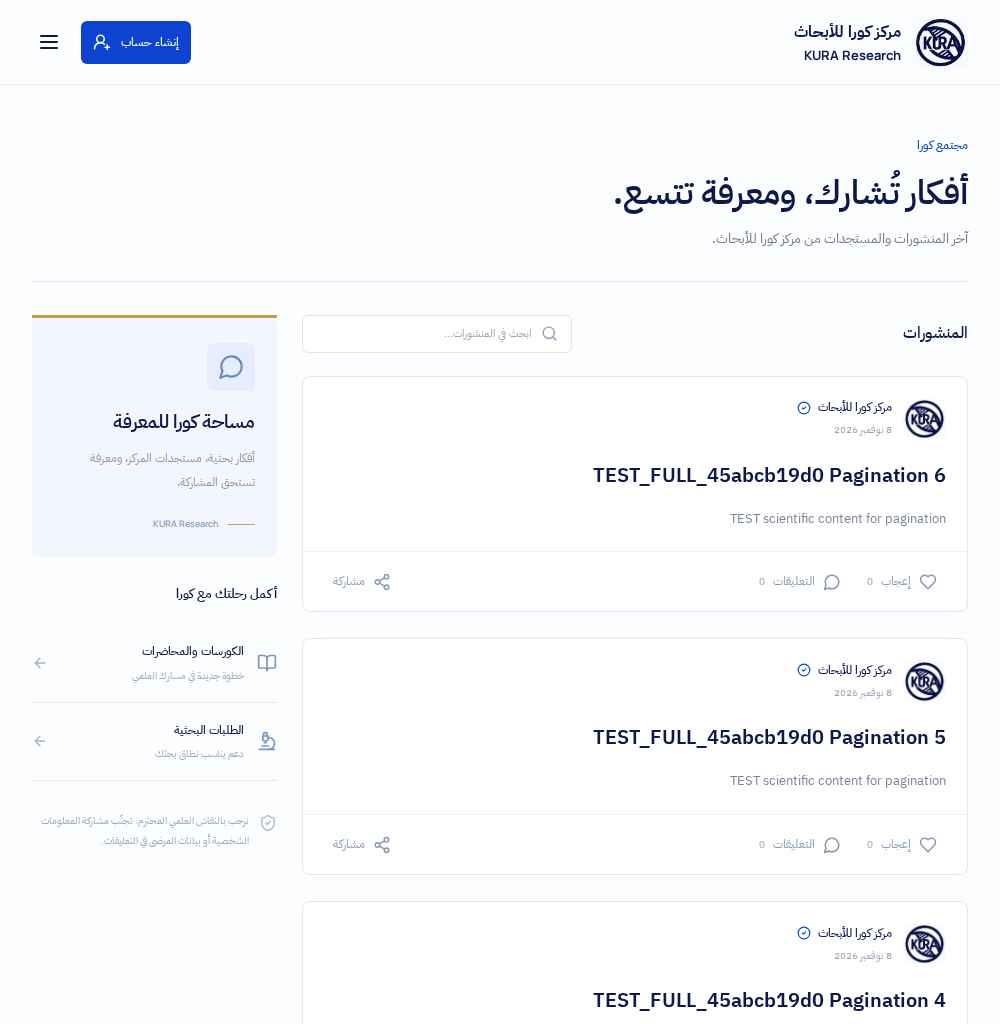 KURA
مركز كورا للأبحاث
KURA Research
إنشاء حساب
مجتمع كورا
أفكار تُشارك، ومعرفة تتسع.
آخر المنشورات والمستجدات من مركز كورا للأبحاث.
المنشورات
ابحث في المنشورات...
KURA
مركز كورا للأبحاث
8 نوفمبر 2026
TEST_FULL_45abcb19d0 Pagination 6
TEST scientific content for pagination
إعجاب 0
التعليقات 0
مشاركة
KURA
مركز كورا للأبحاث
8 نوفمبر 2026
TEST_FULL_45abcb19d0 Pagination 5
TEST scientific content for pagination
إعجاب 0
التعليقات 0
مشاركة
KURA
مركز كورا للأبحاث
8 نوفمبر 2026
TEST_FULL_45abcb19d0 Pagination 4
مساحة كورا للمعرفة
أفكار بحثية، مستجدات المركز، ومعرفة
تستحق المشاركة.
KURA Research
أكمل رحلتك مع كورا
الكورسات والمحاضرات
خطوة جديدة في مسارك العلمي
الطلبات البحثية
دعم يناسب نطاق بحثك
نرحب بالنقاش العلمي المحترم. تجنّب مشاركة المعلومات
الشخصية أو بيانات المرضى في التعليقات.